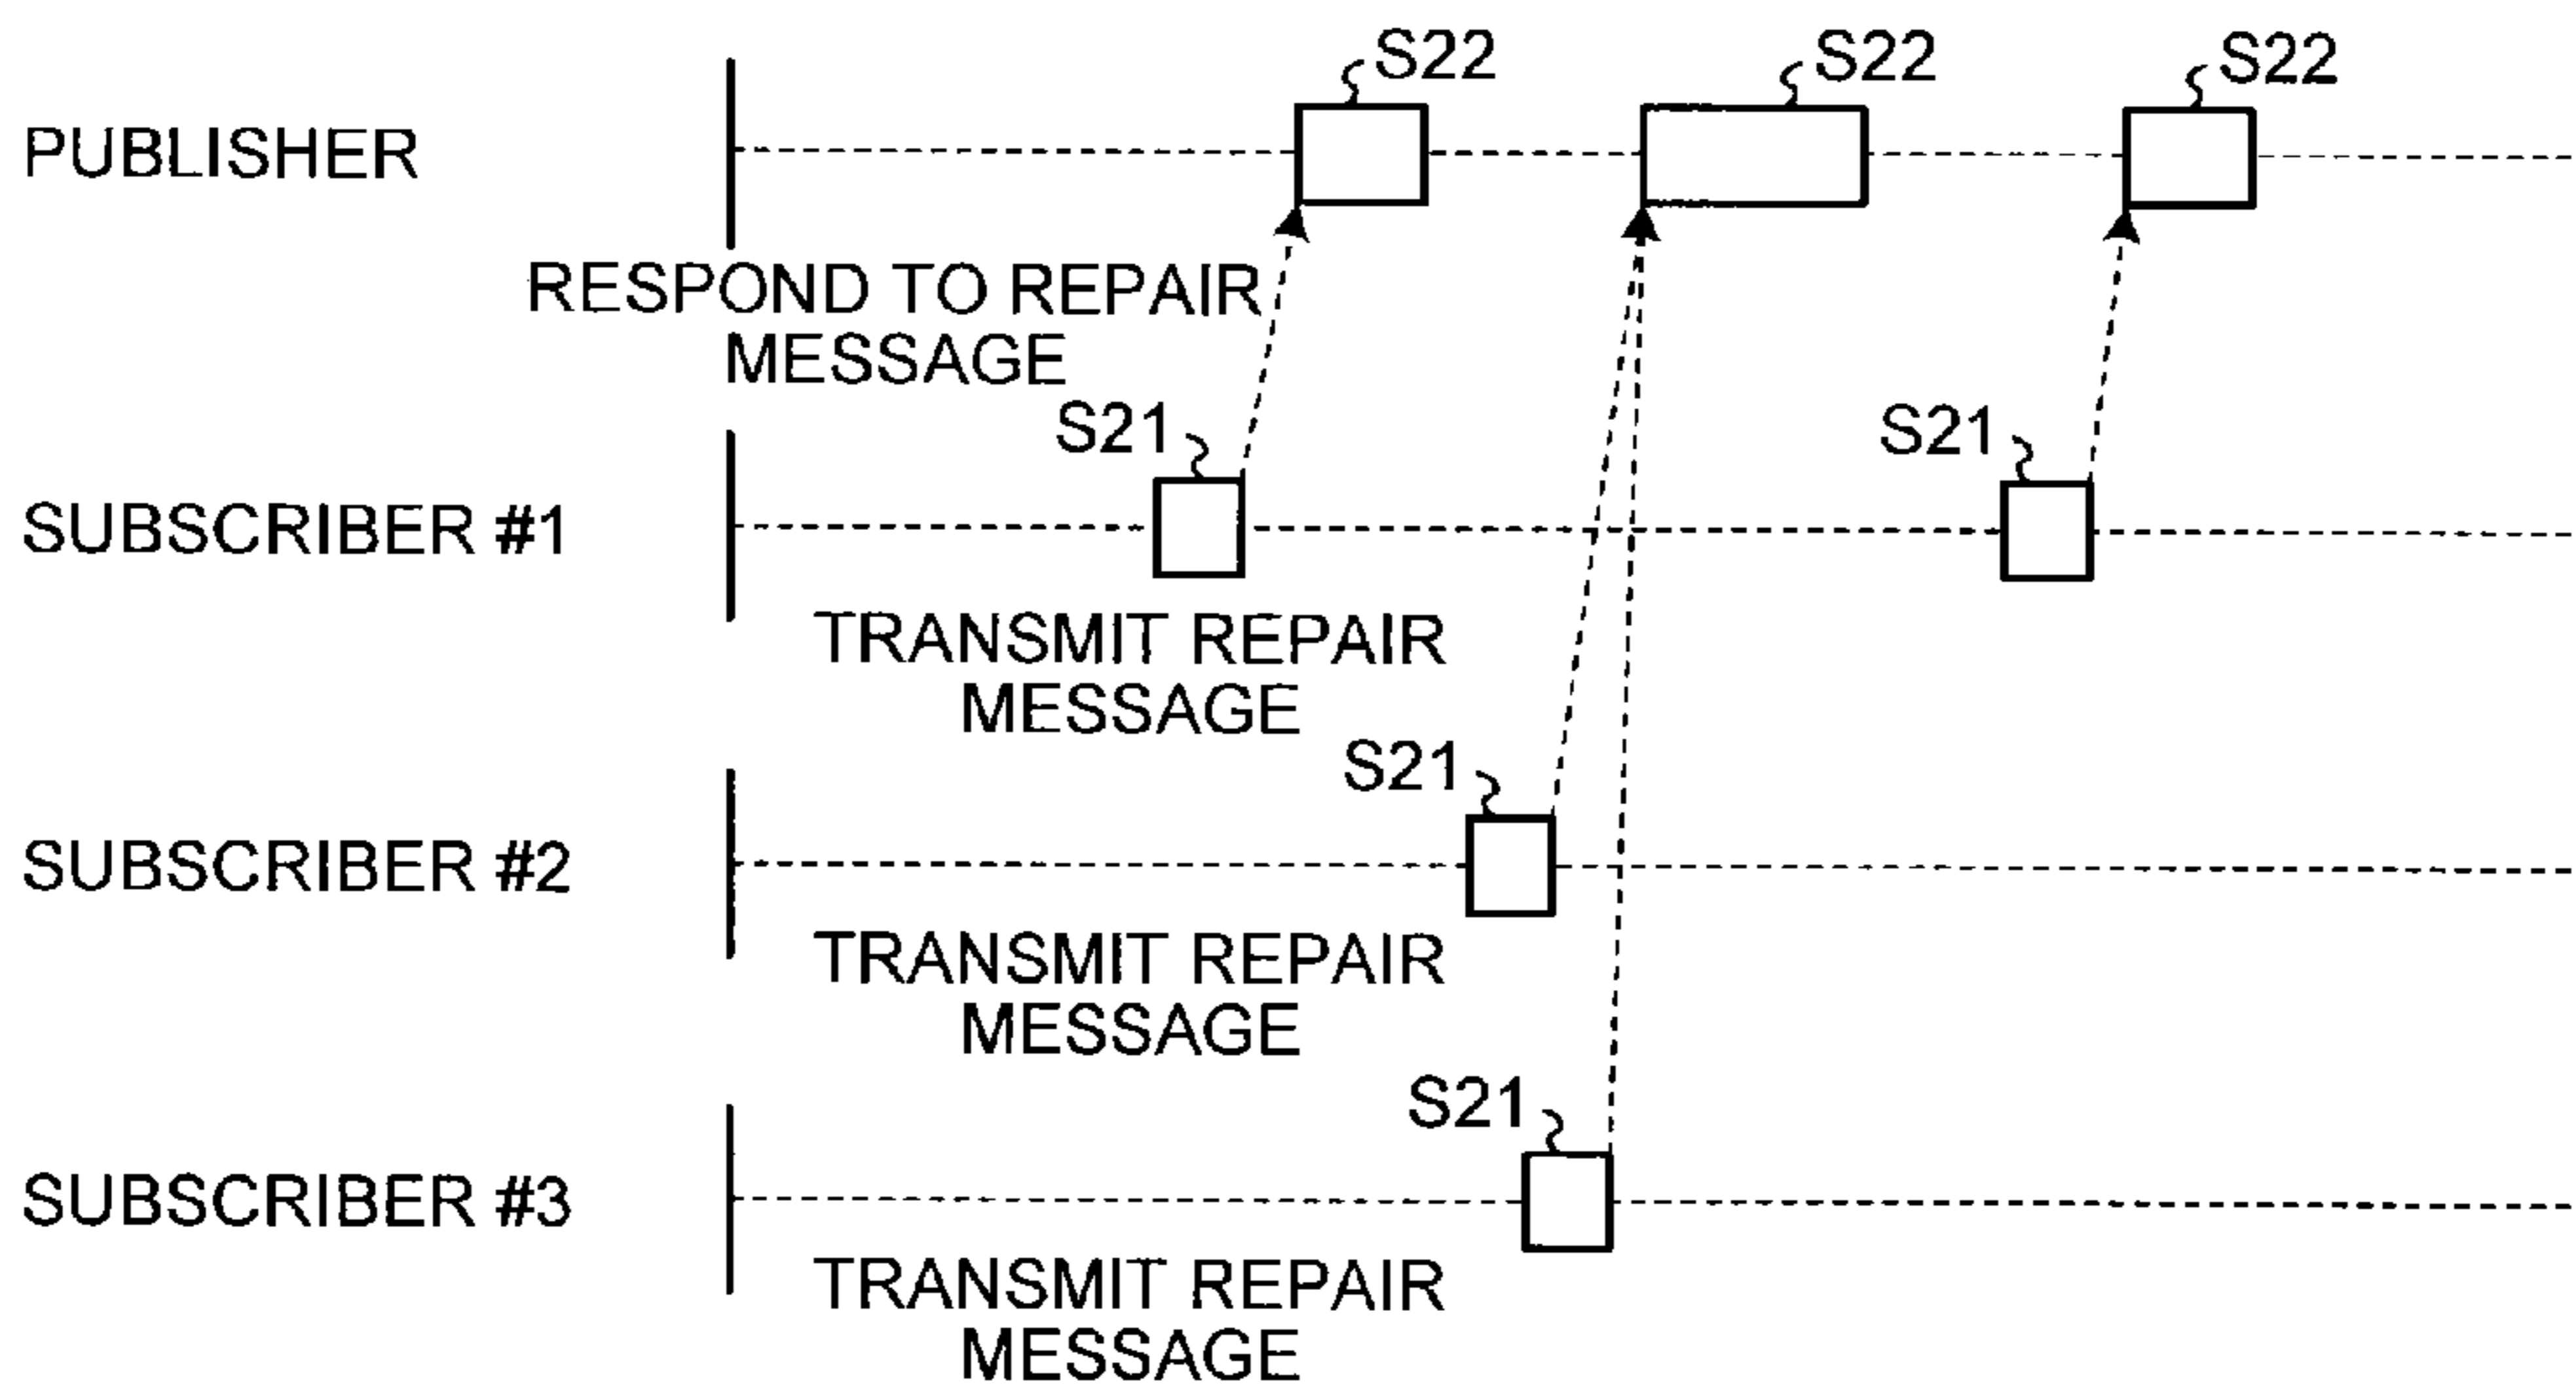 S22 S22 S22
PUBLISHER
RESPOND TO REPAIR
MESSAGE
S21 S21
SUBSCRIBER #1
TRANSMIT REPAIR
MESSAGE
S21
SUBSCRIBER #2
TRANSMIT REPAIR
MESSAGE
S21
SUBSCRIBER #3
TRANSMIT REPAIR
MESSAGE